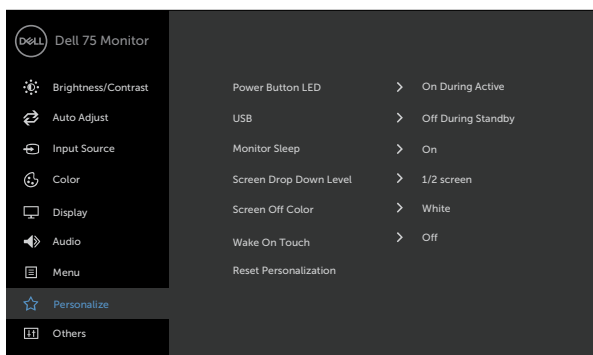 DELL Dell 75 Monitor
Brightness/Contrast
Auto Adjust
Input Source
Color
Display
Audio
Menu
Personalize
Others
Power Button LED > On During Active
USB > Off During Standby
Monitor Sleep > On
Screen Drop Down Level > 1/2 screen
Screen Off Color > White
Wake On Touch > Off
Reset Personalization